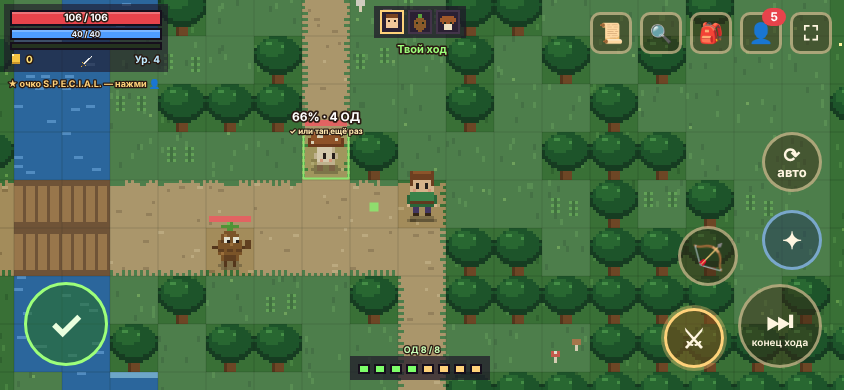 106 / 106
40 / 40
0
Ур. 4
★ очко S.P.E.C.I.A.L. — нажми
Твой ход
5
66% · 4 ОД
✓ или тап ещё раз
⟳
авто
ОД 8 / 8
конец хода